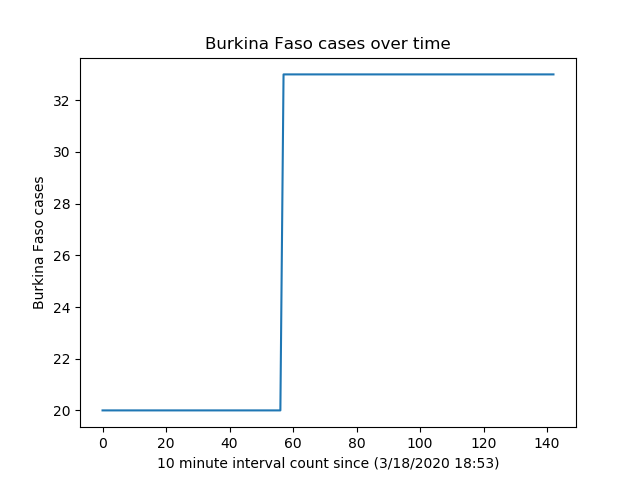 Burkina Faso cases over time
Burkina Faso cases
32
30
28
26
24
22
20
0 20 40 60 80 100 120 140
10 minute interval count since (3/18/2020 18:53)